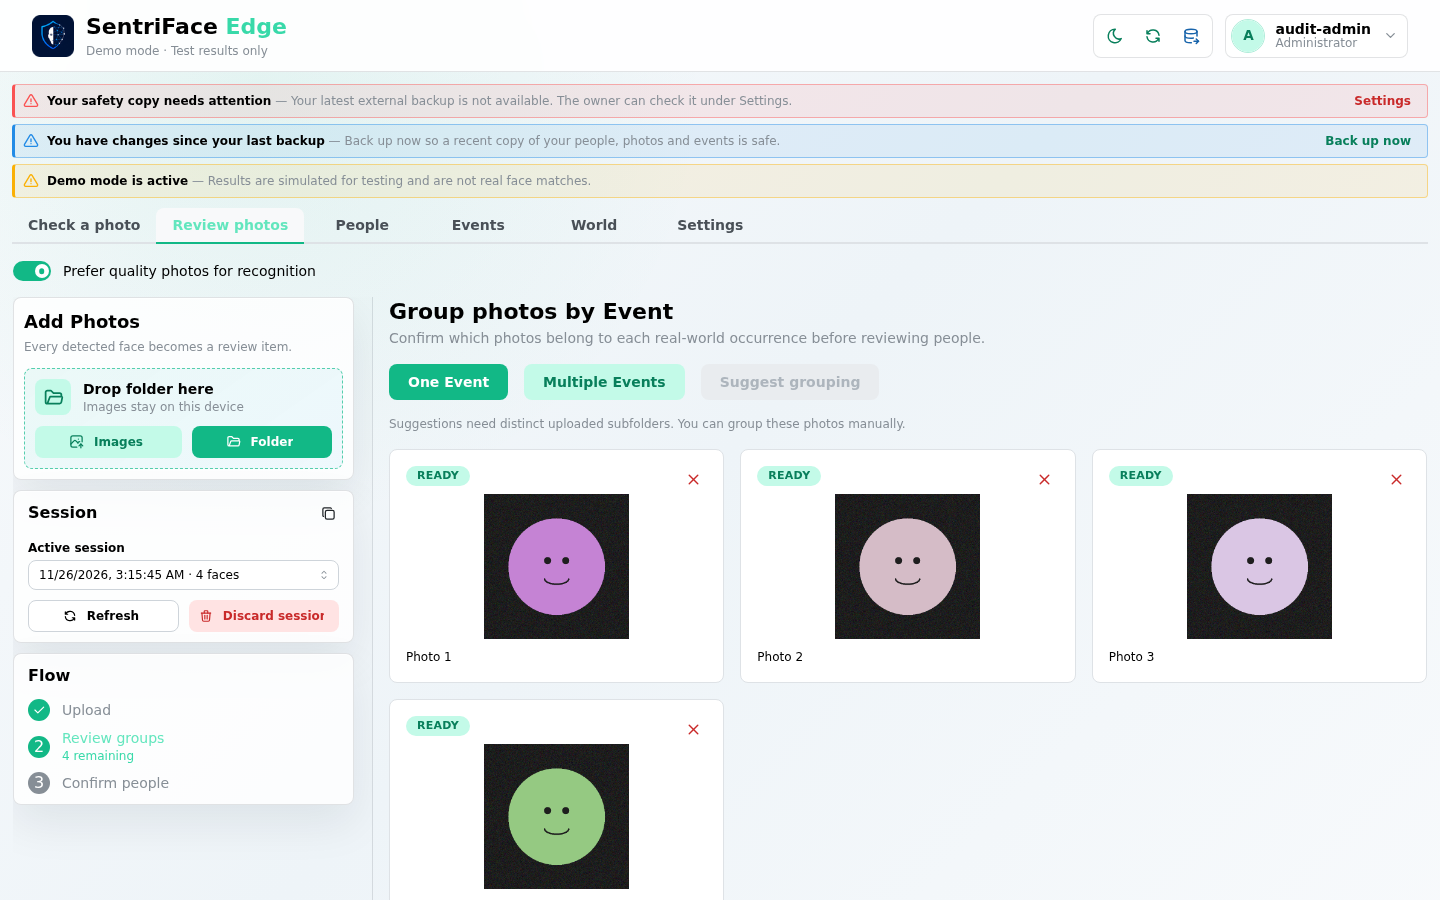 SentriFace Edge
Demo mode · Test results only
A
audit-admin
Administrator
Your safety copy needs attention — Your latest external backup is not available. The owner can check it under Settings.
Settings
You have changes since your last backup — Back up now so a recent copy of your people, photos and events is safe.
Back up now
Demo mode is active — Results are simulated for testing and are not real face matches.
Check a photo
Review photos
People
Events
World
Settings
Prefer quality photos for recognition
Add Photos
Every detected face becomes a review item.
Drop folder here
Images stay on this device
Images
Folder
Session
Active session
11/26/2026, 3:15:45 AM · 4 faces
Refresh
Discard session
Flow
Upload
2
Review groups
4 remaining
3
Confirm people
Group photos by Event
Confirm which photos belong to each real-world occurrence before reviewing people.
One Event
Multiple Events
Suggest grouping
Suggestions need distinct uploaded subfolders. You can group these photos manually.
READY
Photo 1
READY
Photo 2
READY
Photo 3
READY